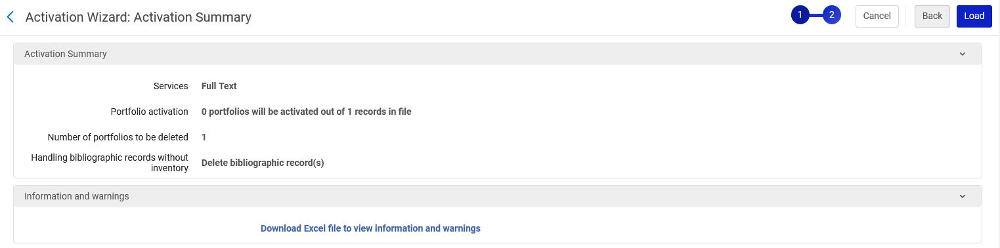 Activation Wizard: Activation Summary
1
2
Cancel
Back
Load
Activation Summary
Services
Full Text
Portfolio activation
0 portfolios will be activated out of 1 records in file
Number of portfolios to be deleted
1
Handling bibliographic records without
inventory
Delete bibliographic record(s)
Information and warnings
Download Excel file to view information and warnings